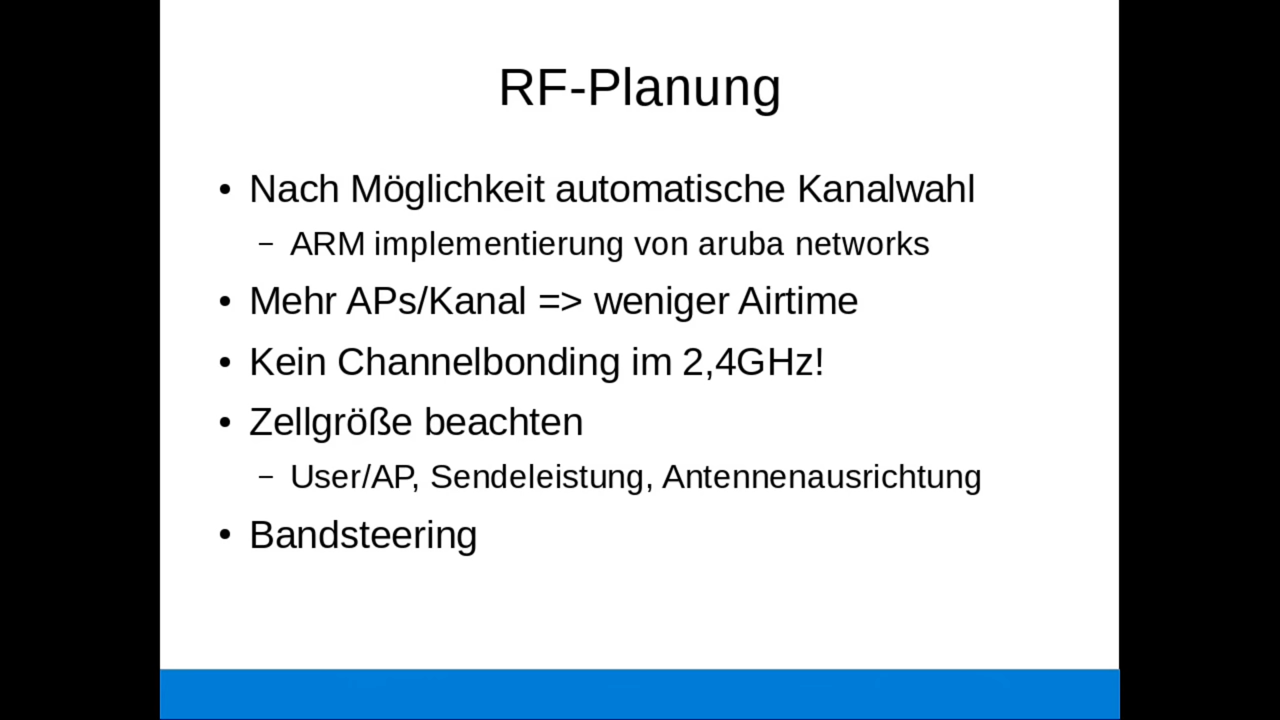 RF-Planung
• Nach Möglichkeit automatische Kanalwahl
– ARM implementierung von aruba networks
• Mehr APs/Kanal => weniger Airtime
• Kein Channelbonding im 2,4GHz!
• Zellgröße beachten
– User/AP, Sendeleistung, Antennenausrichtung
• Bandsteering